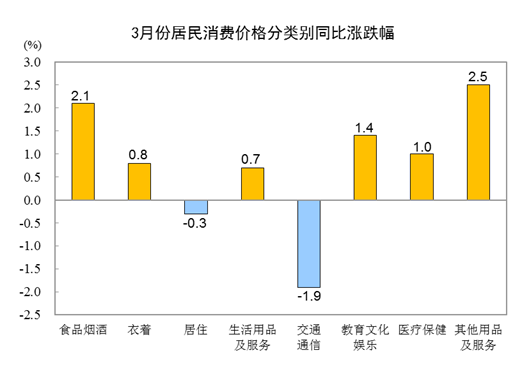 3月份居民消费价格分类别同比涨跌幅
(%)
3.0
2.5
2.0
1.5
1.0
0.5
0.0
-0.5
-1.0
-1.5
-2.0
-2.5
2.1
0.8
-0.3
0.7
-1.9
1.4
1.0
2.5
食品烟酒
衣着
居住
生活用品
及服务
交通
通信
教育文化
娱乐
医疗保健
其他用品
及服务